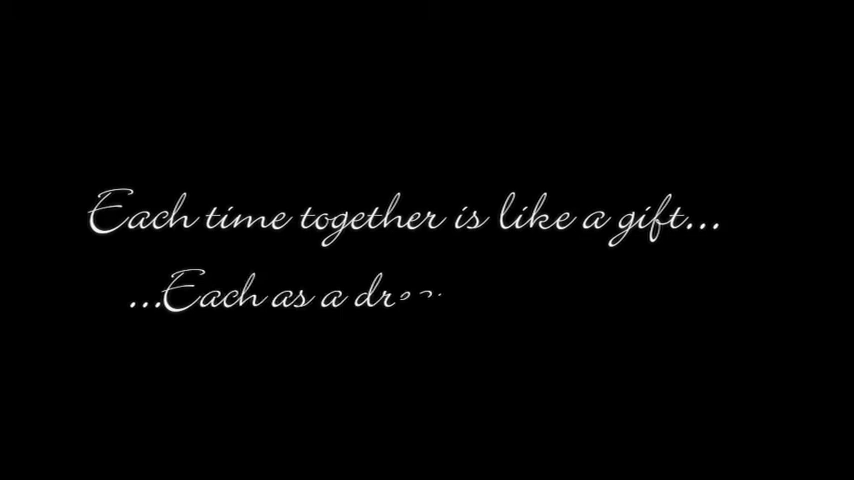 Each time together is like a gift...
...Each as a